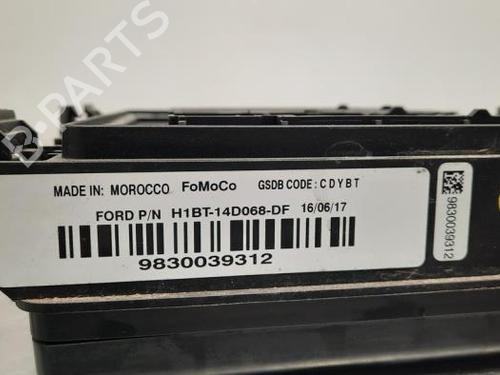 B-PARTS
MADE IN: MOROCCO FoMoCo GSDB CODE: CDYBT
FORD P/N H1BT-14D068-DF 16/06/17
9830039312
9830039312